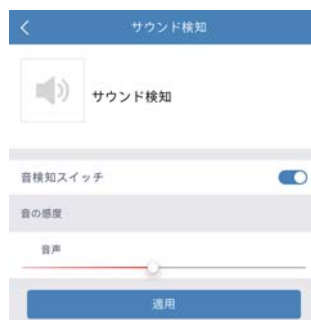 サウンド検知
サウンド検知
音検知スイッチ
音の感度
音声
適用